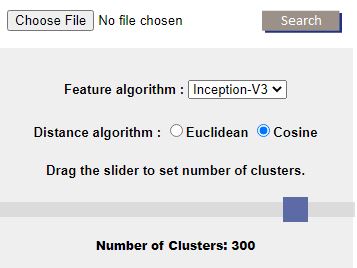 Choose File No file chosen Search
Feature algorithm : Inception-V3
Distance algorithm : Euclidean Cosine
Drag the slider to set number of clusters.
Number of Clusters: 300